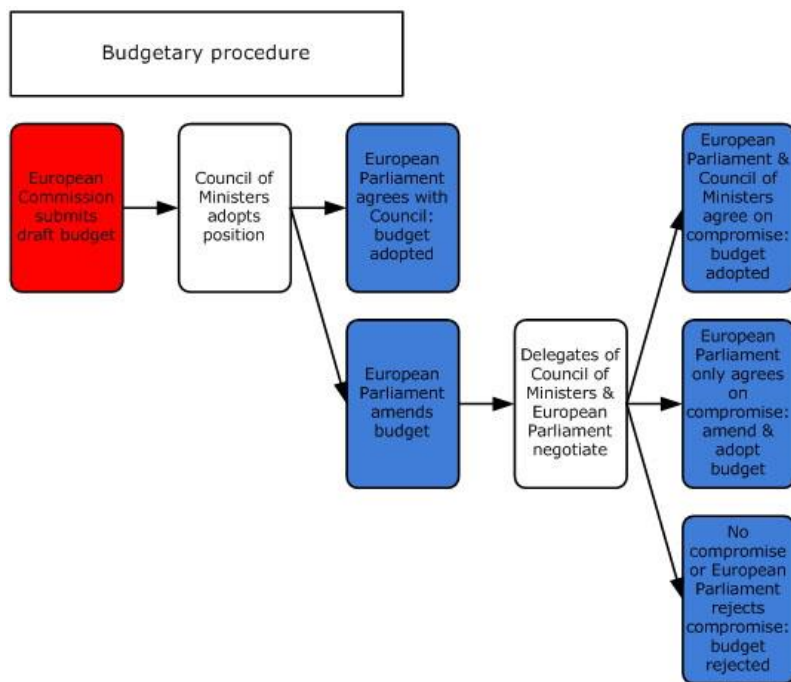 Budgetary procedure
European
Commission
submits
draft budget
Council of
Ministers
adopts
position
European
Parliament
agrees with
Council:
budget
adopted
European
Parliament &
Council of
Ministers
agree on
compromise:
budget
adopted
European
Parliament
amends
budget
Delegates of
Council of
Ministers &
European
Parliament
negotiate
European
Parliament
only agrees
on
compromise:
amend &
adopt
budget
No
compromise
or European
Parliament
rejects
compromise:
budget
rejected